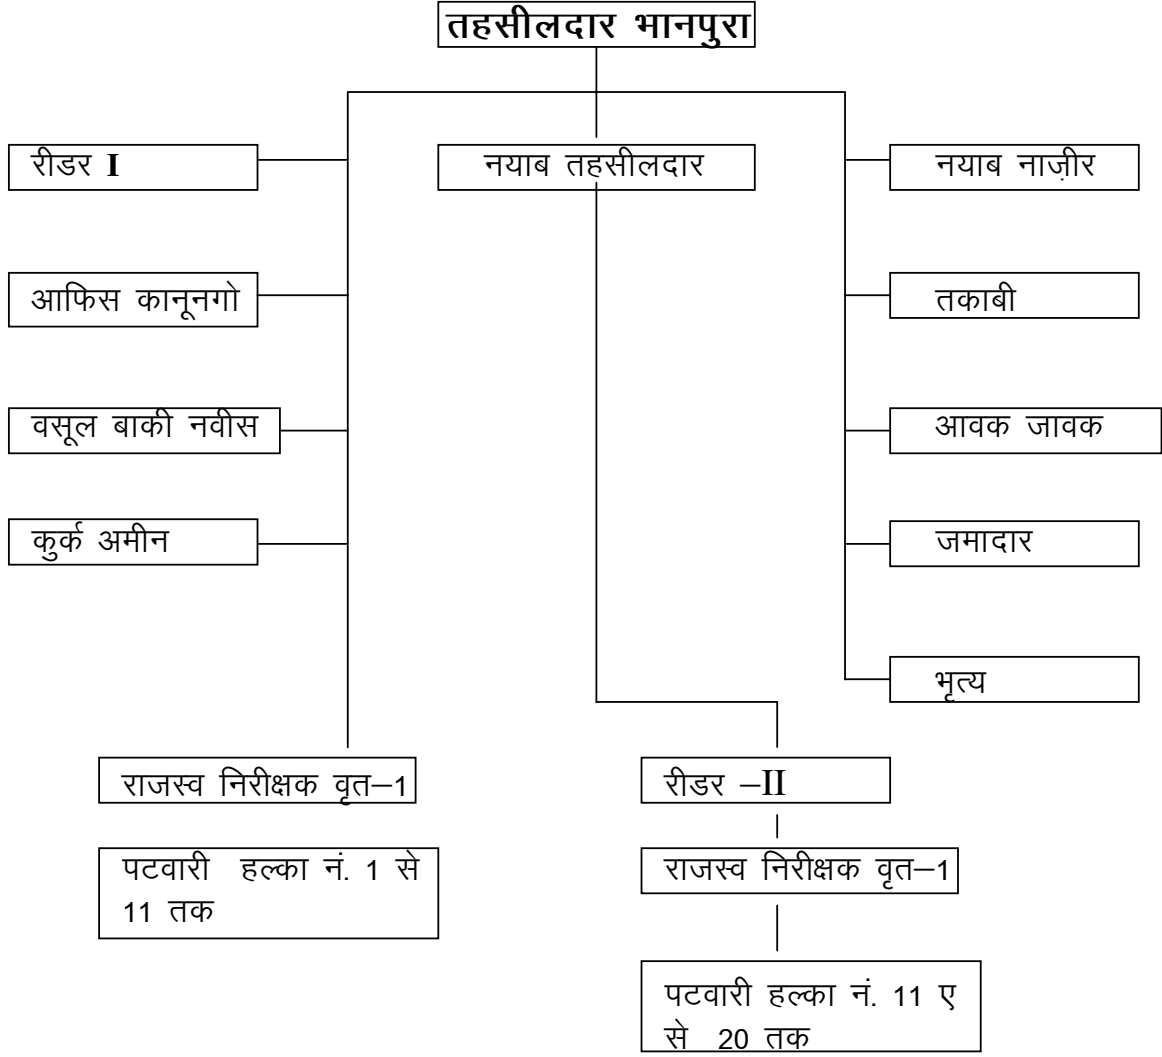 तहसीलदार भानपुरा
रीडर I
नयाब तहसीलदार
नयाब नाज़ीर
आफिस कानूनगो
तकाबी
वसूल बाकी नवीस
आवक जावक
कुर्क अमीन
जमादार
भृत्य
राजस्व निरीक्षक वृत–1
रीडर –II
पटवारी हल्का नं. 1 से
11 तक
राजस्व निरीक्षक वृत–1
पटवारी हल्का नं. 11 ए
से 20 तक